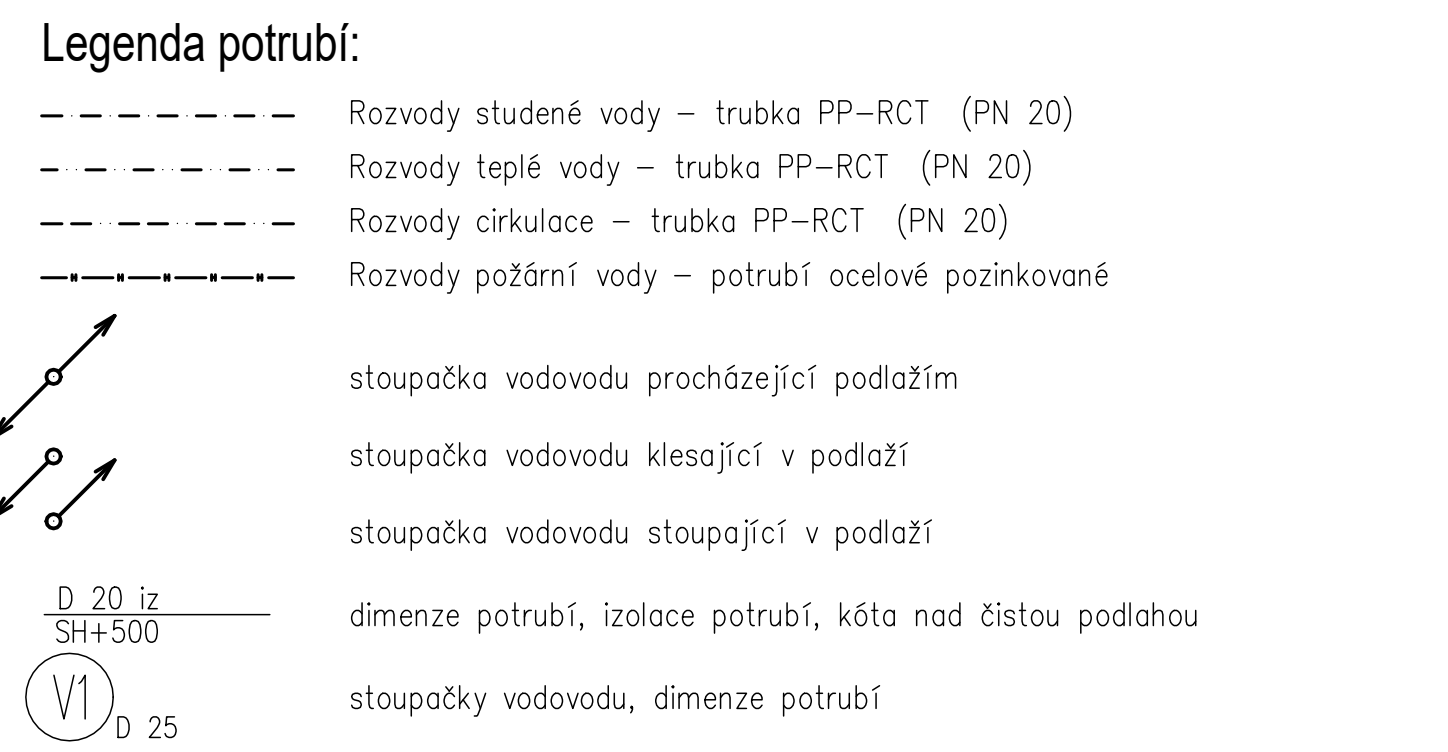 Legenda potrubí:
Rozvody studené vody – trubka PP–RCT (PN 20)
Rozvody teplé vody – trubka PP–RCT (PN 20)
Rozvody cirkulace – trubka PP–RCT (PN 20)
Rozvody požární vody – potrubí ocelové pozinkované
stoupačka vodovodu procházející podlažím
stoupačka vodovodu klesající v podlaží
stoupačka vodovodu stoupající v podlaží
D 20 iz
SH+500
dimenze potrubí, izolace potrubí, kóta nad čistou podlahou
V1
D 25
stoupačky vodovodu, dimenze potrubí